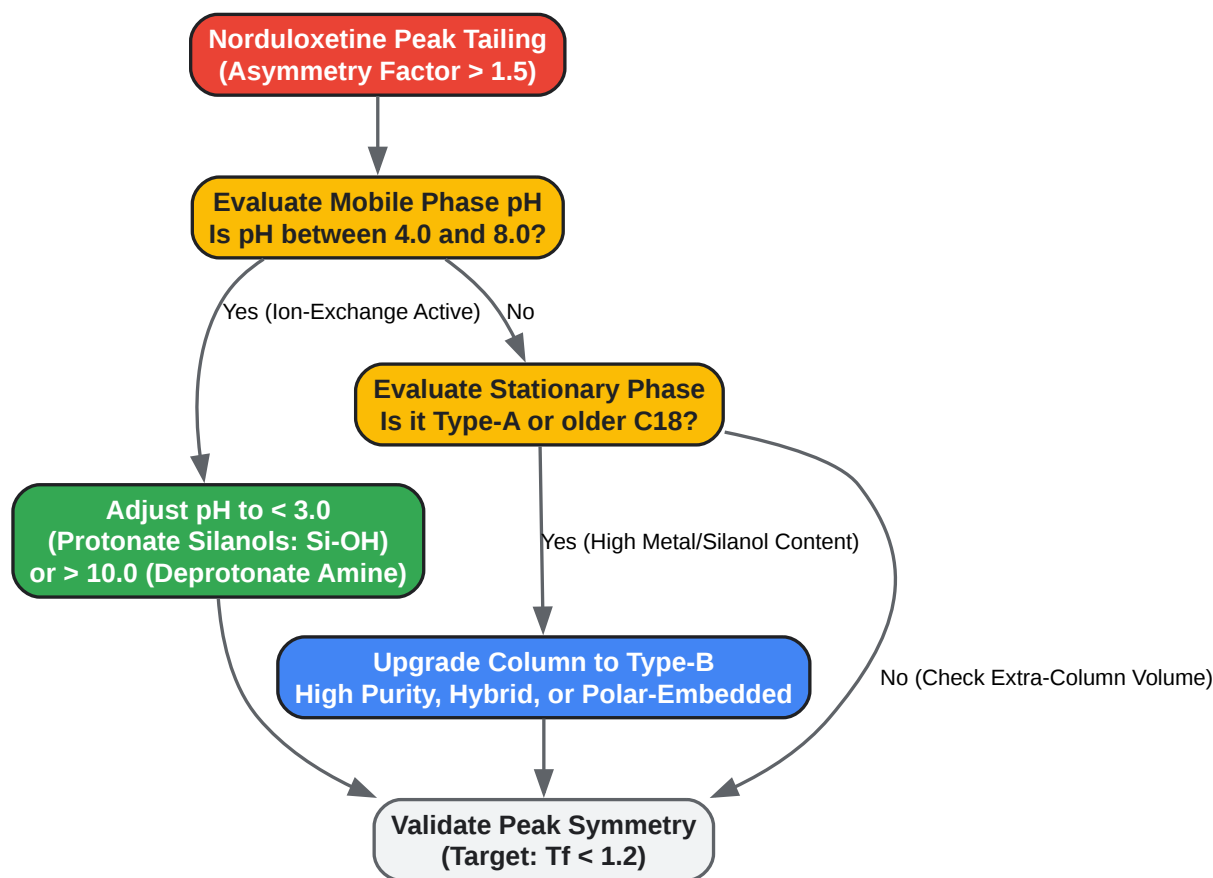 Norduloxetine Peak Tailing
(Asymmetry Factor > 1.5)
Evaluate Mobile Phase pH
Is pH between 4.0 and 8.0?
Yes (Ion-Exchange Active)
No
Evaluate Stationary Phase
Is it Type-A or older C18?
Adjust pH to < 3.0
(Protonate Silanols: Si-OH)
or > 10.0 (Deprotonate Amine)
Yes (High Metal/Silanol Content)
Upgrade Column to Type-B
High Purity, Hybrid, or Polar-Embedded
No (Check Extra-Column Volume)
Validate Peak Symmetry
(Target: Tf < 1.2)